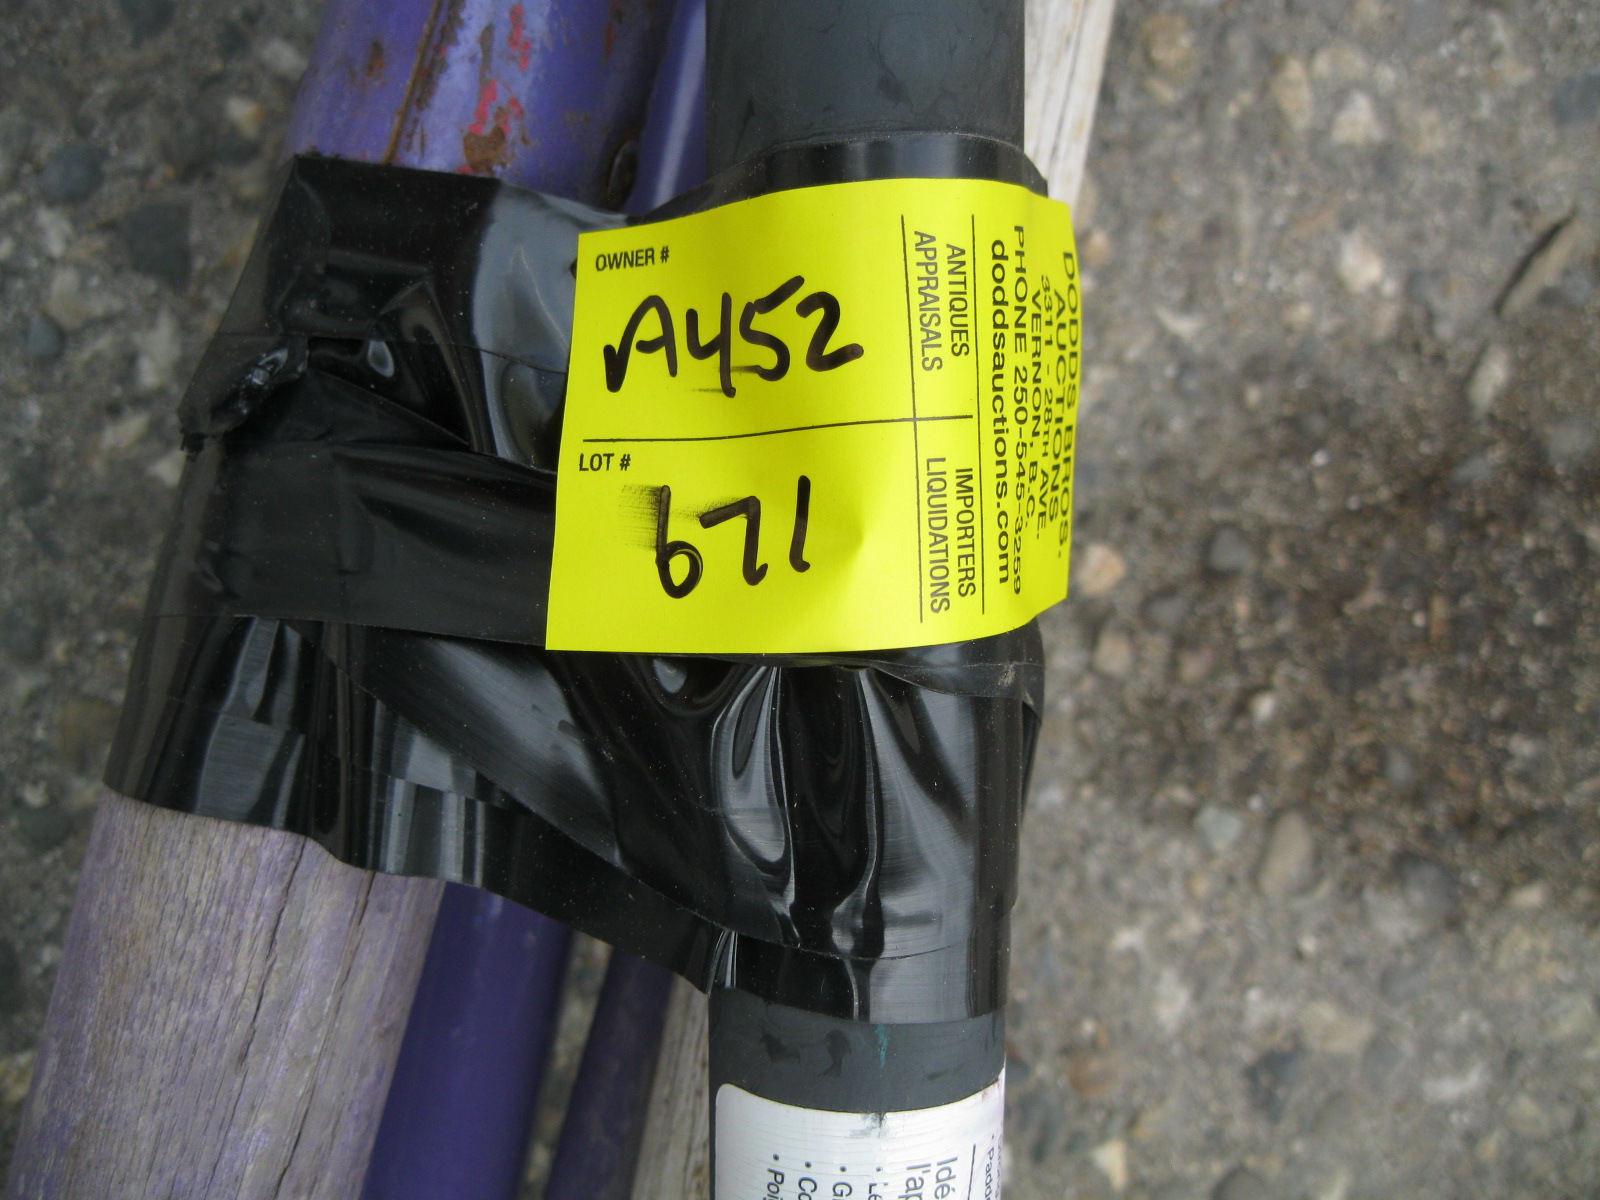 DODDS BROS.
AUCTIONS
3311 - 28TH AVE.
VERNON, B.C.
PHONE 250-545-3259
doddsauctions.com
ANTIQUES
APPRAISALS
IMPORTERS
LIQUIDATIONS
OWNER #
A452
LOT #
671